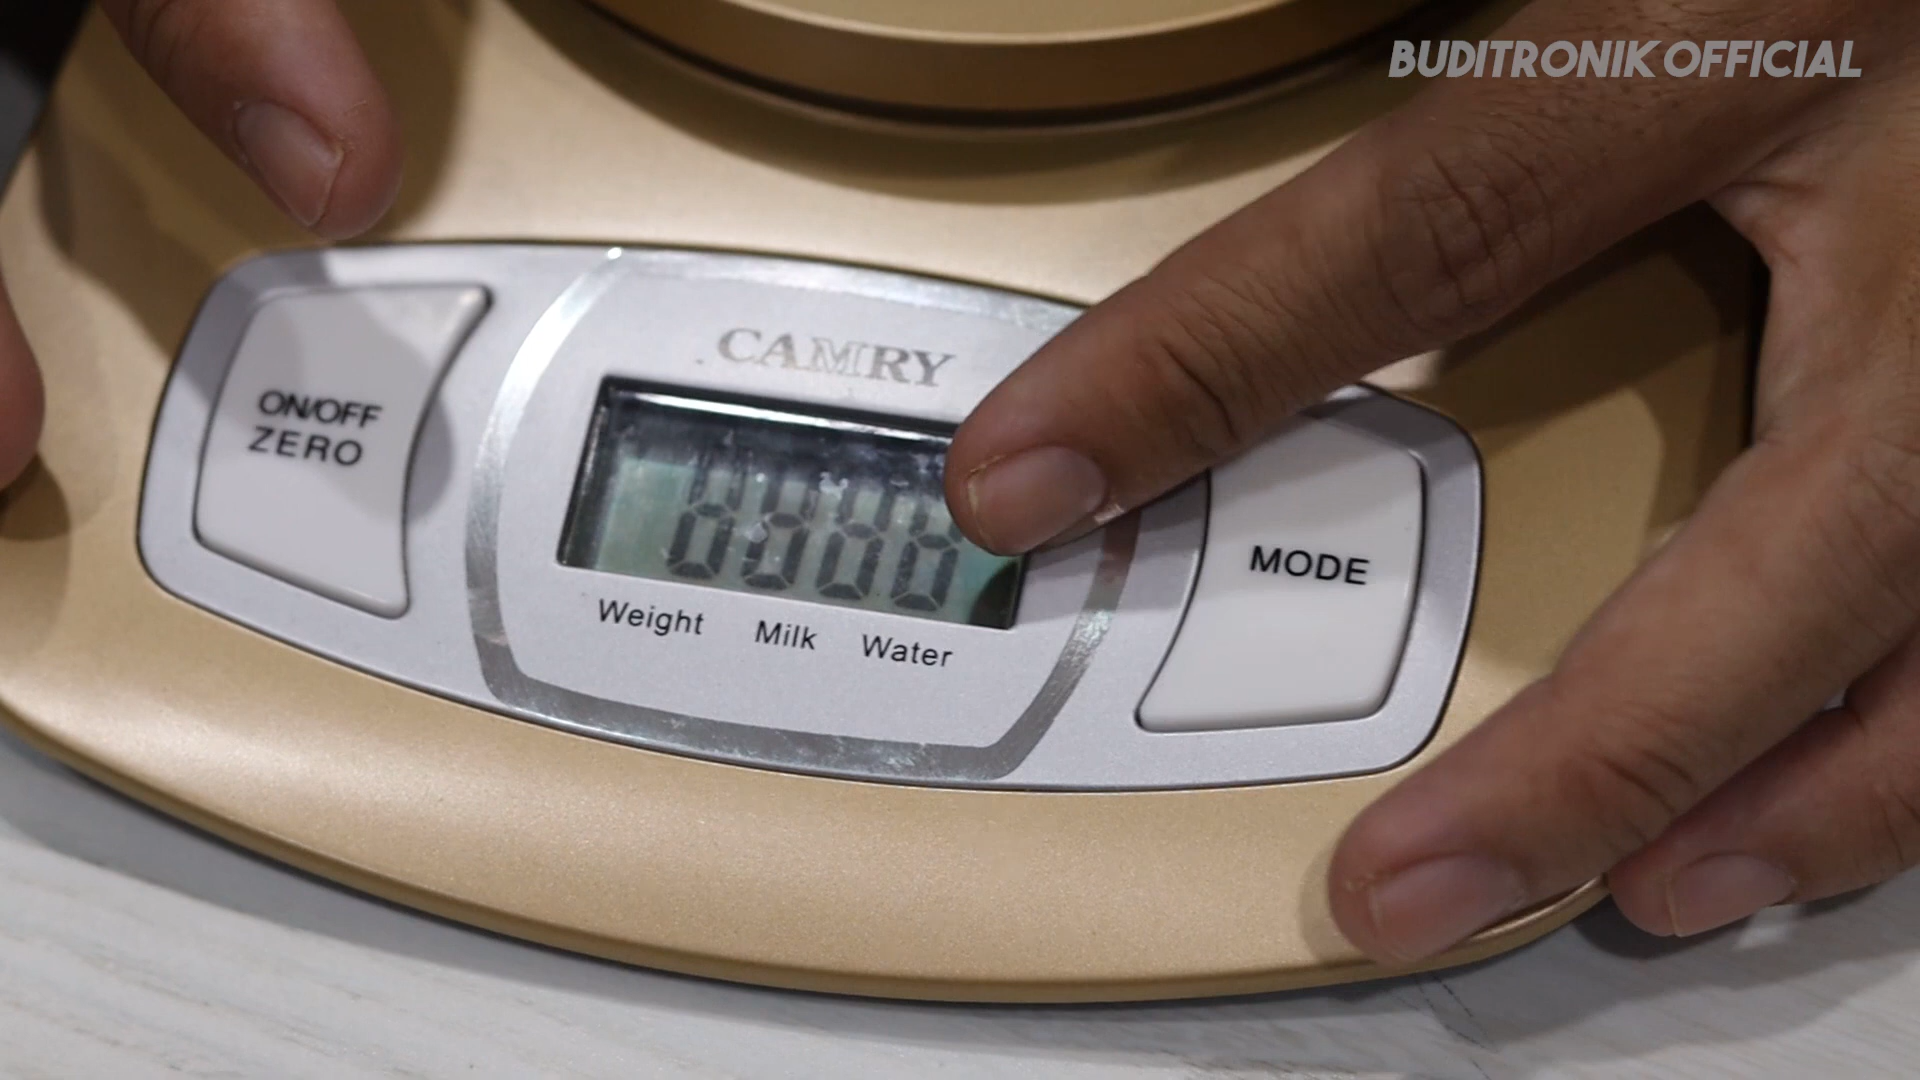 BUDITRONIK OFFICIAL
CAMRY
ON/OFF
ZERO
MODE
Weight Milk Water